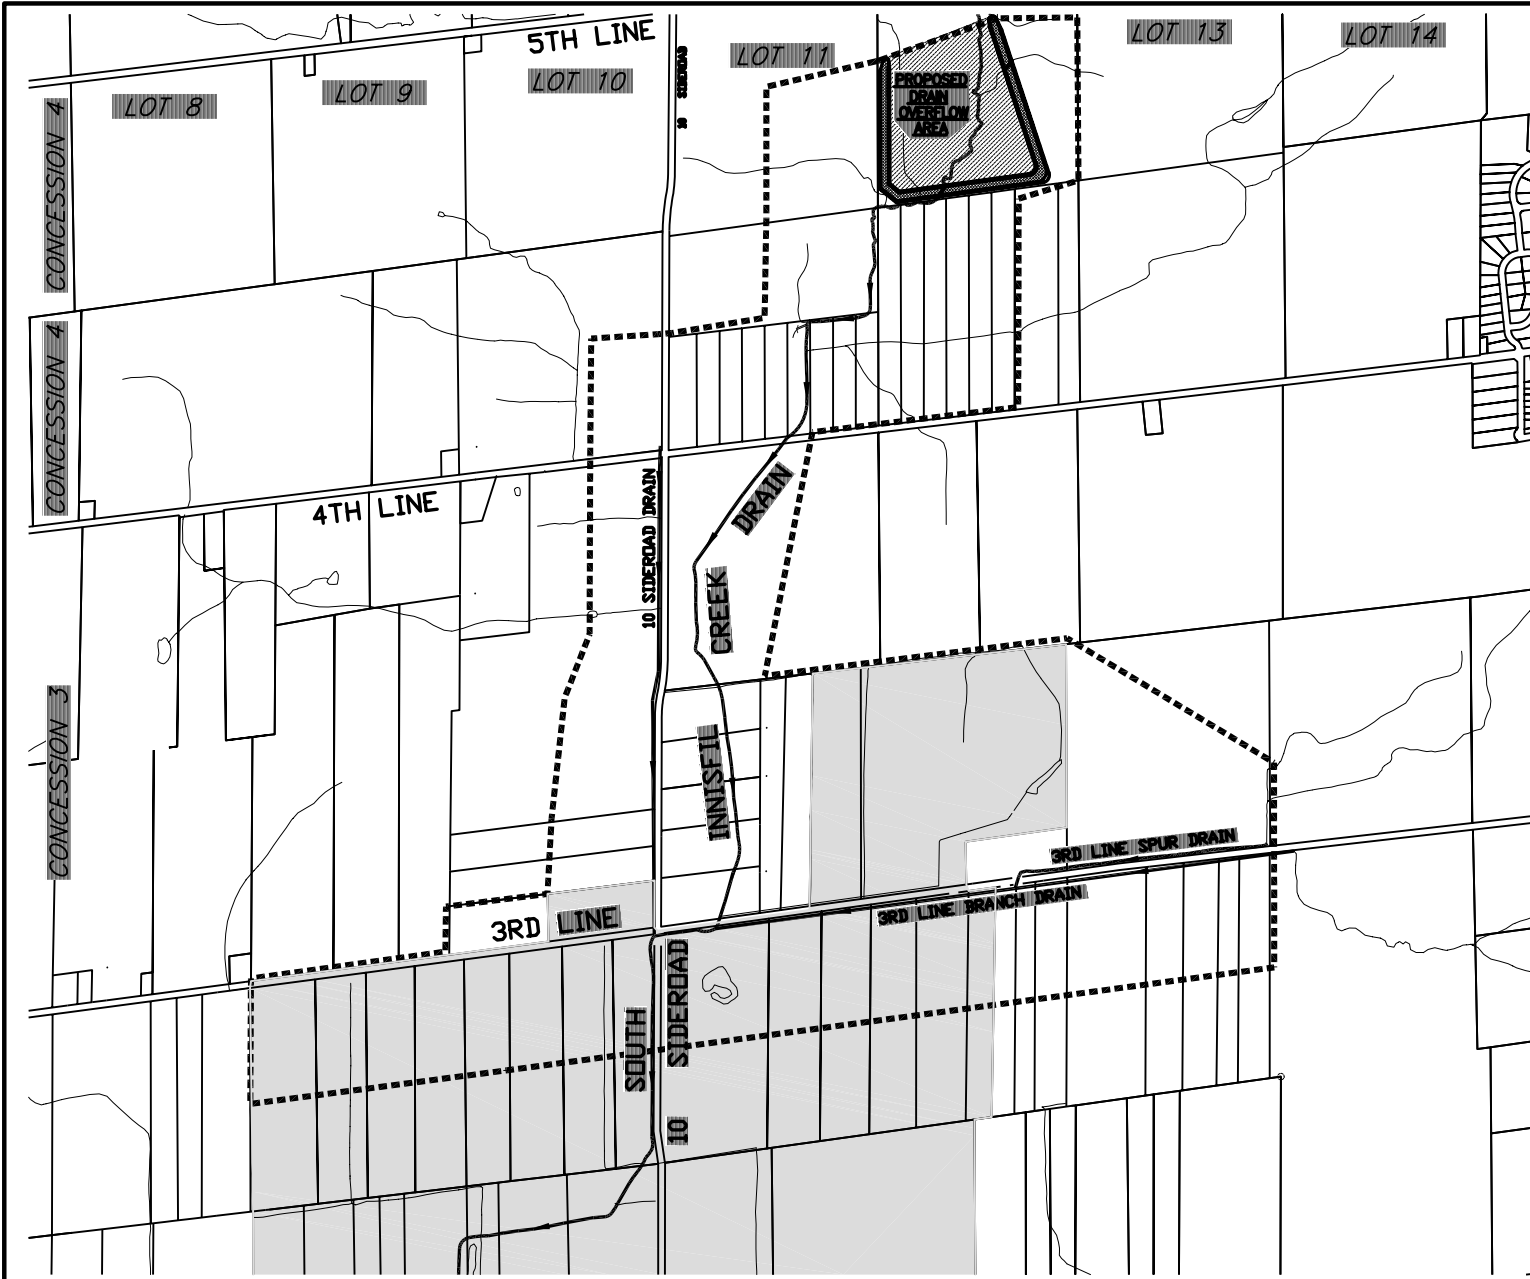 5TH LINE
LOT 8
LOT 9
LOT 10
LOT 11
LOT 13
LOT 14
10 SIDEROAD
PROPOSED
DRAIN
OVERFLOW
AREA
CONCESSION 4
CONCESSION 4
CONCESSION 3
4TH LINE
10 SIDEROAD DRAIN
DRAIN
CREEK
INNISFIL
SOUTH
3RD LINE SPUR DRAIN
3RD LINE BRANCH DRAIN
3RD LINE
10 SIDEROAD